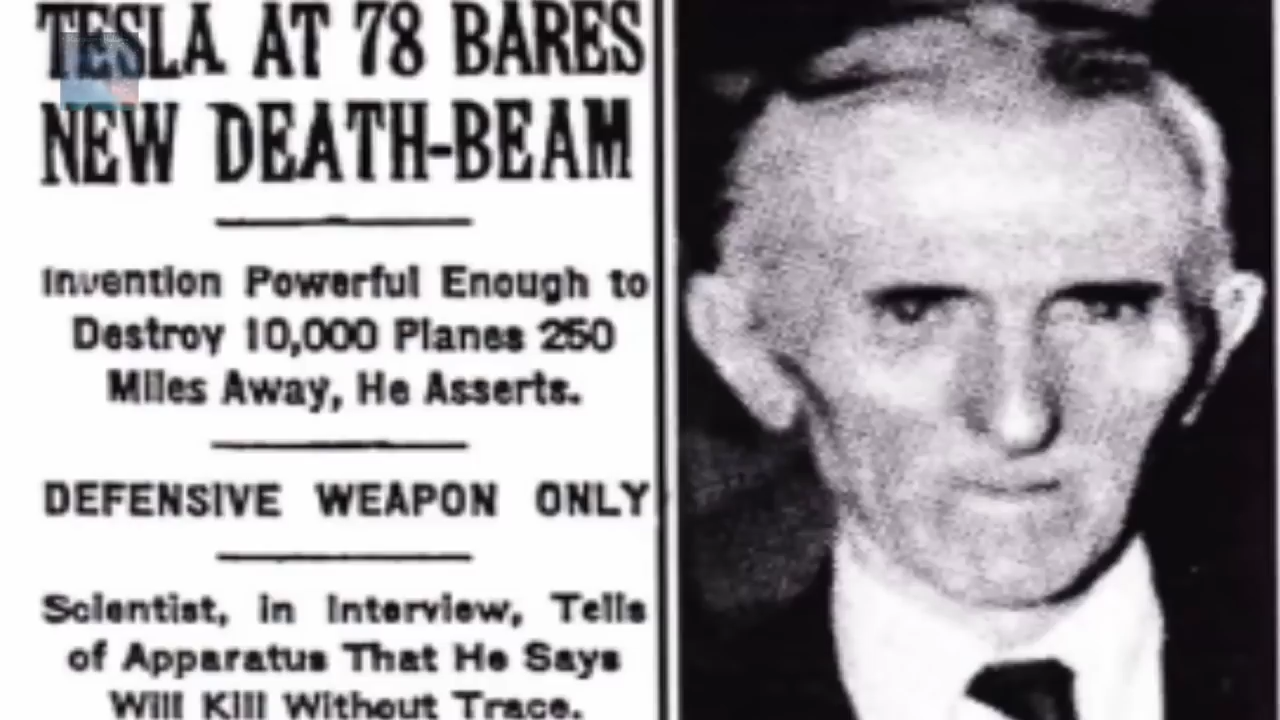 TESLA AT 78 BARES
NEW DEATH-BEAM
Invention Powerful Enough to
Destroy 10,000 Planes 250
Miles Away, He Asserts.
DEFENSIVE WEAPON ONLY
Scientist, in Interview, Tells
of Apparatus That He Says
Will Kill Without Trace.